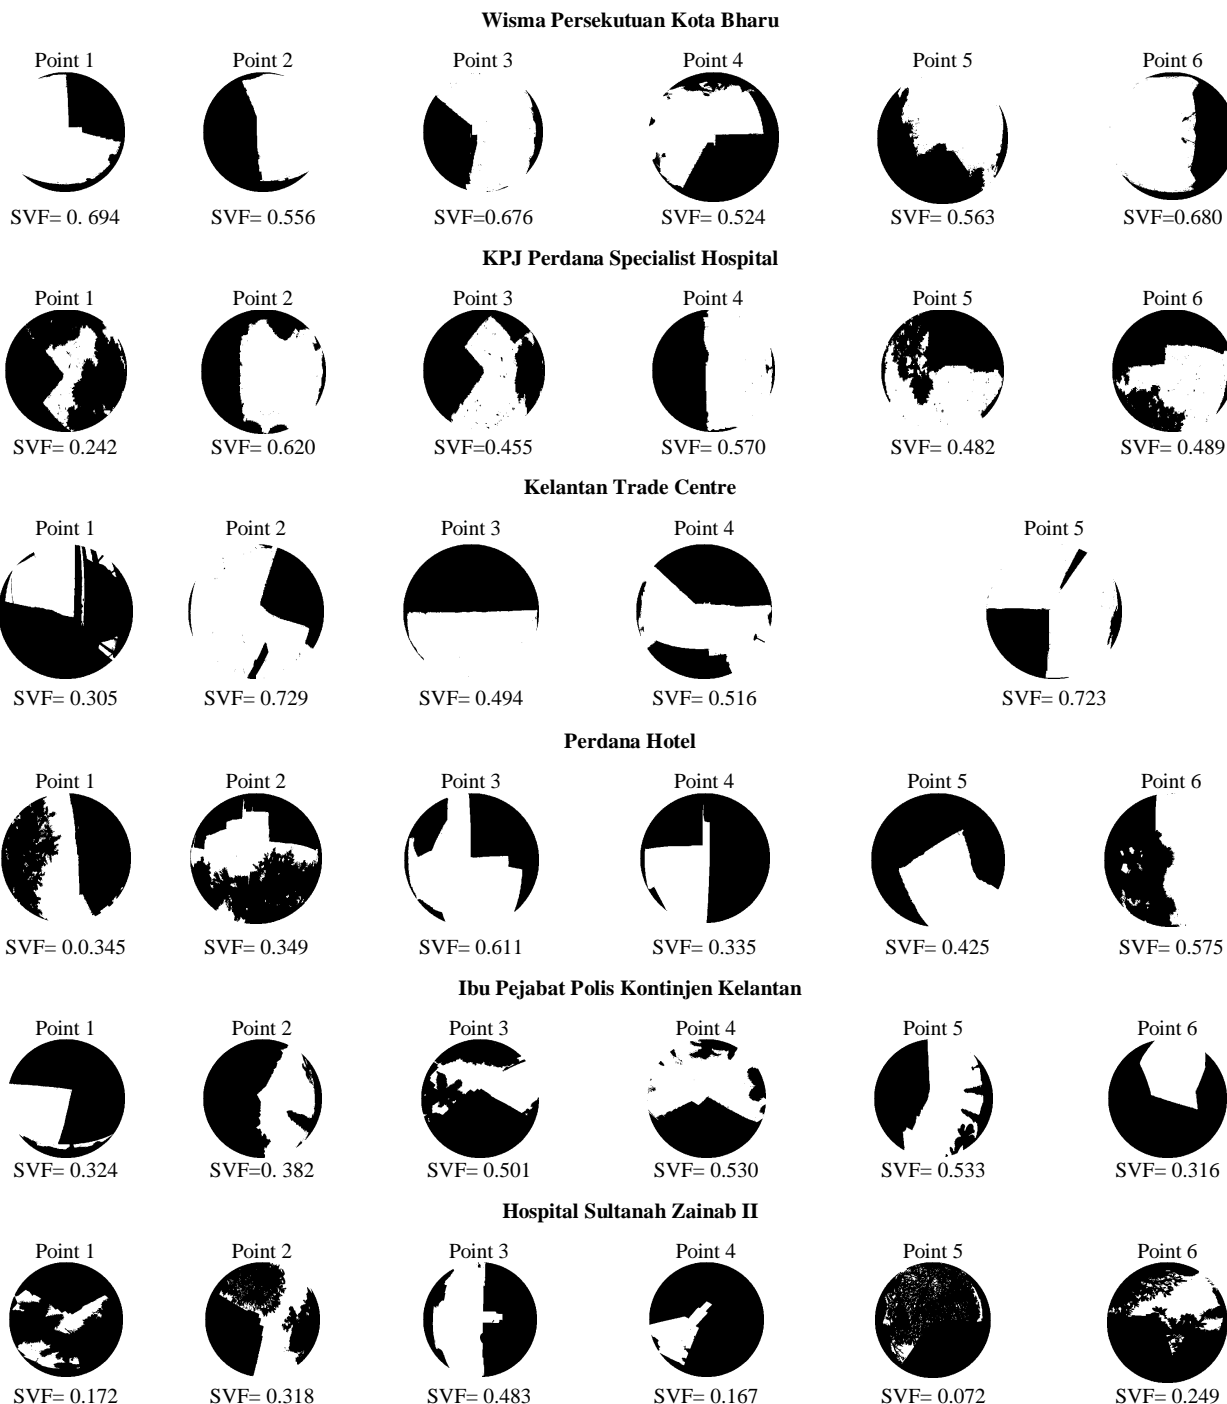 Wisma Persekutuan Kota Bharu
Point 1 Point 2 Point 3 Point 4 Point 5 Point 6
SVF= 0. 694 SVF= 0.556 SVF=0.676 SVF= 0.524 SVF= 0.563 SVF=0.680
KPJ Perdana Specialist Hospital
Point 1 Point 2 Point 3 Point 4 Point 5 Point 6
SVF= 0.242 SVF= 0.620 SVF=0.455 SVF= 0.570 SVF= 0.482 SVF= 0.489
Kelantan Trade Centre
Point 1 Point 2 Point 3 Point 4 Point 5
SVF= 0.305 SVF= 0.729 SVF= 0.494 SVF= 0.516 SVF= 0.723
Perdana Hotel
Point 1 Point 2 Point 3 Point 4 Point 5 Point 6
SVF= 0.0.345 SVF= 0.349 SVF= 0.611 SVF= 0.335 SVF= 0.425 SVF= 0.575
Ibu Pejabat Polis Kontinjen Kelantan
Point 1 Point 2 Point 3 Point 4 Point 5 Point 6
SVF= 0.324 SVF=0. 382 SVF= 0.501 SVF= 0.530 SVF= 0.533 SVF= 0.316
Hospital Sultanah Zainab II
Point 1 Point 2 Point 3 Point 4 Point 5 Point 6
SVF= 0.172 SVF= 0.318 SVF= 0.483 SVF= 0.167 SVF= 0.072 SVF= 0.249